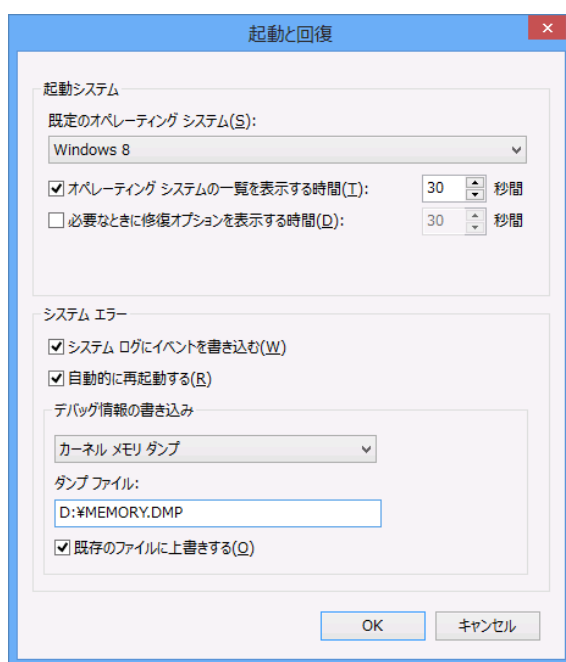 起動と回復
起動システム
既定のオペレーティング システム(S):
Windows 8
オペレーティング システムの一覧を表示する時間(T): 30 秒間
必要なときに修復オプションを表示する時間(D): 30 秒間
システム エラー
システム ログにイベントを書き込む(W)
自動的に再起動する(R)
デバッグ情報の書き込み
カーネル メモリ ダンプ
ダンプ ファイル:
D:¥MEMORY.DMP
既存のファイルに上書きする(O)
OK キャンセル